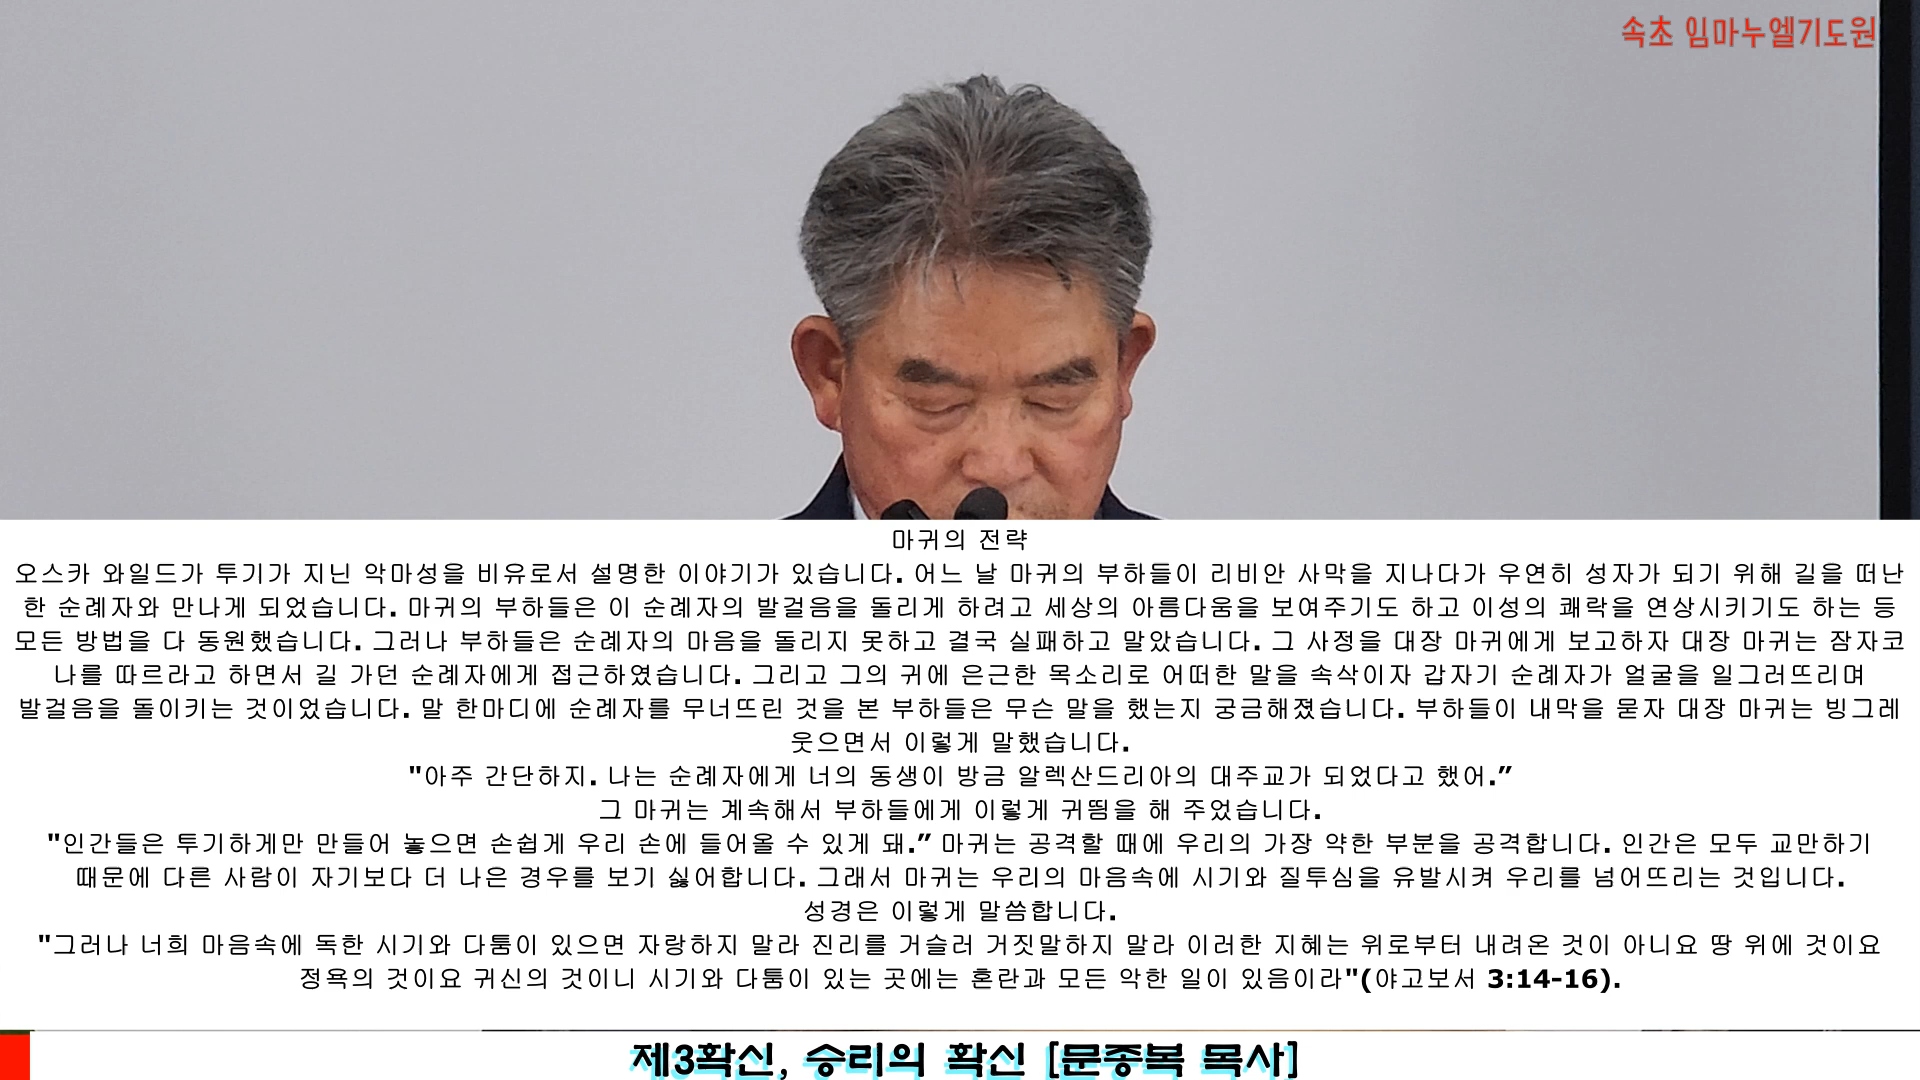 속초 임마누엘기도원
마귀의 전략
오스카 와일드가 투기가 지닌 악마성을 비유로서 설명한 이야기가 있습니다. 어느 날 마귀의 부하들이 리비안 사막을 지나다가 우연히 성자가 되기 위해 길을 떠난
한 순례자와 만나게 되었습니다. 마귀의 부하들은 이 순례자의 발걸음을 돌리게 하려고 세상의 아름다움을 보여주기도 하고 이성의 쾌락을 연상시키기도 하는 등
모든 방법을 다 동원했습니다. 그러나 부하들은 순례자의 마음을 돌리지 못하고 결국 실패하고 말았습니다. 그 사정을 대장 마귀에게 보고하자 대장 마귀는 잠자코
나를 따르라고 하면서 길 가던 순례자에게 접근하였습니다. 그리고 그의 귀에 은근한 목소리로 어떠한 말을 속삭이자 갑자기 순례자가 얼굴을 일그러뜨리며
발걸음을 돌이키는 것이었습니다. 말 한마디에 순례자를 무너뜨린 것을 본 부하들은 무슨 말을 했는지 궁금해졌습니다. 부하들이 내막을 묻자 대장 마귀는 빙그레
웃으면서 이렇게 말했습니다.
"아주 간단하지. 나는 순례자에게 너의 동생이 방금 알렉산드리아의 대주교가 되었다고 했어.”
그 마귀는 계속해서 부하들에게 이렇게 귀띔을 해 주었습니다.
"인간들은 투기하게만 만들어 놓으면 손쉽게 우리 손에 들어올 수 있게 돼.” 마귀는 공격할 때에 우리의 가장 약한 부분을 공격합니다. 인간은 모두 교만하기
때문에 다른 사람이 자기보다 더 나은 경우를 보기 싫어합니다. 그래서 마귀는 우리의 마음속에 시기와 질투심을 유발시켜 우리를 넘어뜨리는 것입니다.
성경은 이렇게 말씀합니다.
"그러나 너희 마음속에 독한 시기와 다툼이 있으면 자랑하지 말라 진리를 거슬러 거짓말하지 말라 이러한 지혜는 위로부터 내려온 것이 아니요 땅 위에 것이요
정욕의 것이요 귀신의 것이니 시기와 다툼이 있는 곳에는 혼란과 모든 악한 일이 있음이라"(야고보서 3:14-16).
제3확신, 승리의 확신 [문종복 목사]